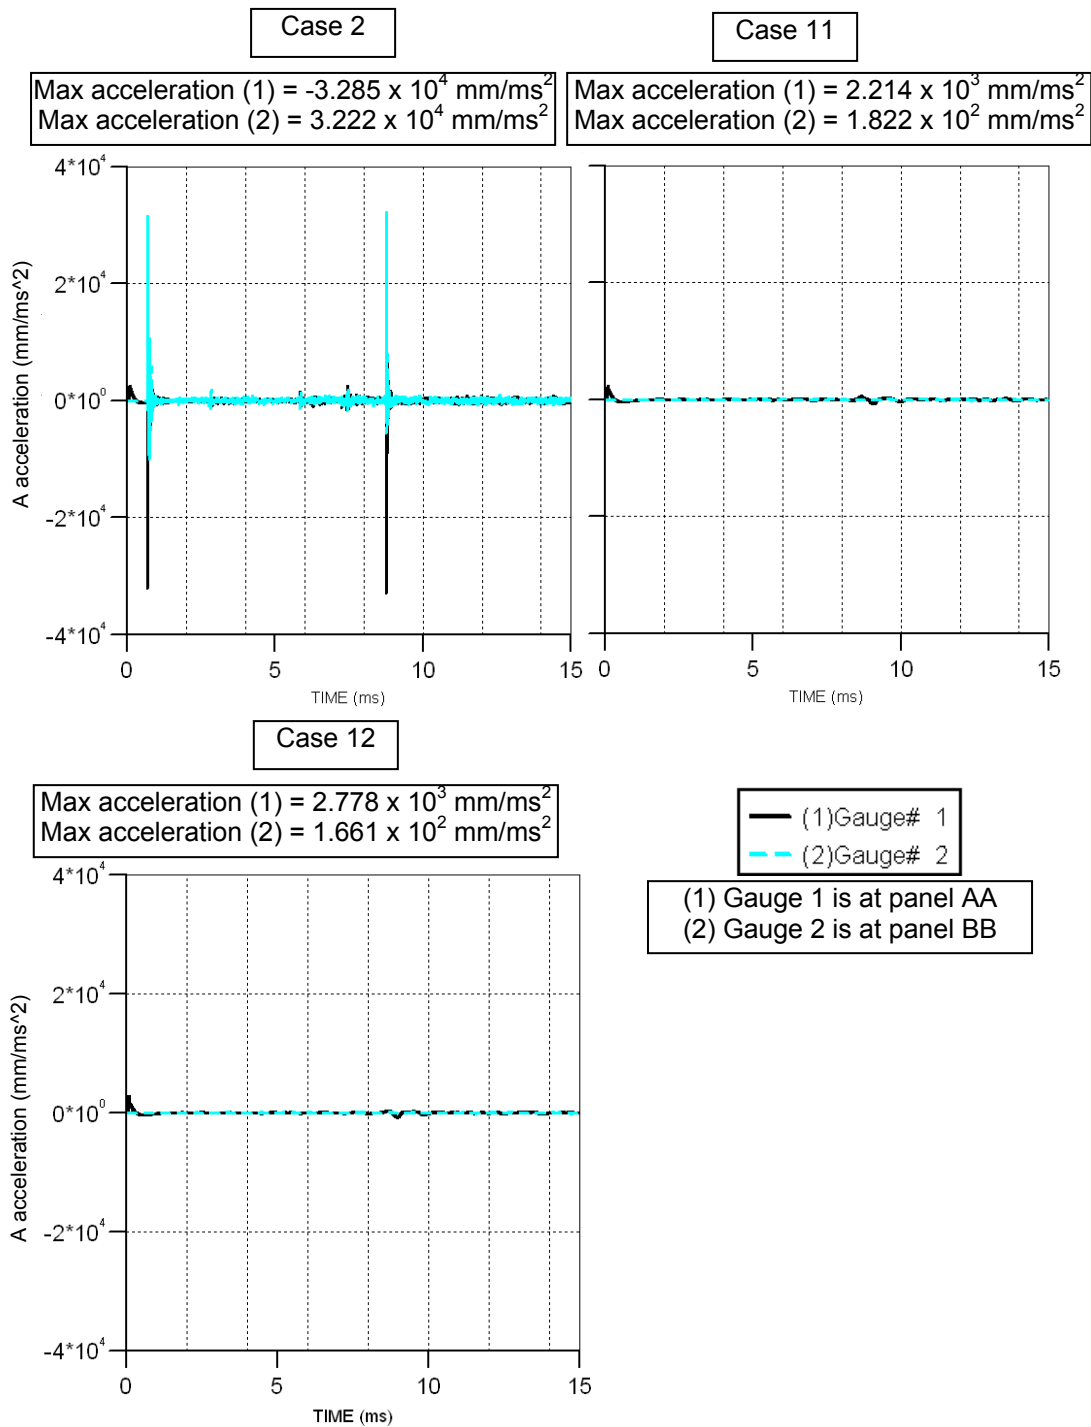 Case 2
Case 11
Max acceleration (1) = -3.285 x 10^4 mm/ms^2
Max acceleration (2) = 3.222 x 10^4 mm/ms^2
Max acceleration (1) = 2.214 x 10^3 mm/ms^2
Max acceleration (2) = 1.822 x 10^2 mm/ms^2
A acceleration (mm/ms^2)
4*10^4
2*10^4
0*10^0
-2*10^4
-4*10^4
0 5 10 15
TIME (ms)
0 5 10 15
TIME (ms)
Case 12
Max acceleration (1) = 2.778 x 10^3 mm/ms^2
Max acceleration (2) = 1.661 x 10^2 mm/ms^2
(1)Gauge# 1
(2)Gauge# 2
(1) Gauge 1 is at panel AA
(2) Gauge 2 is at panel BB
A acceleration (mm/ms^2)
4*10^4
2*10^4
0*10^0
-2*10^4
-4*10^4
0 5 10 15
TIME (ms)